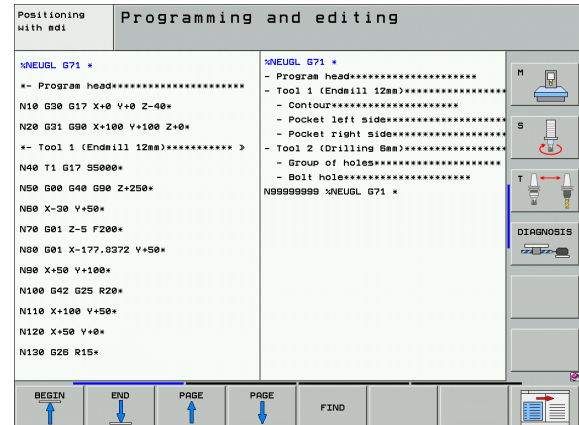 Positioning
with mdi
Programming and editing
%NEUGL G71 *
*- Program head**********************
N10 G30 G17 X+0 Y+0 Z-40*
N20 G31 G90 X+100 Y+100 Z+0*
*- Tool 1 (Endmill 12mm)*********** »
N40 T1 G17 S5000*
N50 G00 G40 G90 Z+250*
N60 X-30 Y+50*
N70 G01 Z-5 F200*
N80 G01 X-177.8372 Y+50*
N90 X+50 Y+100*
N100 G42 G25 R20*
N110 X+100 Y+50*
N120 X+50 Y+0*
N130 G26 R15*
%NEUGL G71 *
- Program head*********************
- Tool 1 (Endmill 12mm)*****************
- Contour*********************
- Pocket left side*******************
- Pocket right side******************
- Tool 2 (Drilling 6mm)*****************
- Group of holes*********************
- Bolt hole*********************
N99999999 %NEUGL G71 *
M
S
T
DIAGNOSIS
BEGIN
END
PAGE
PAGE
FIND